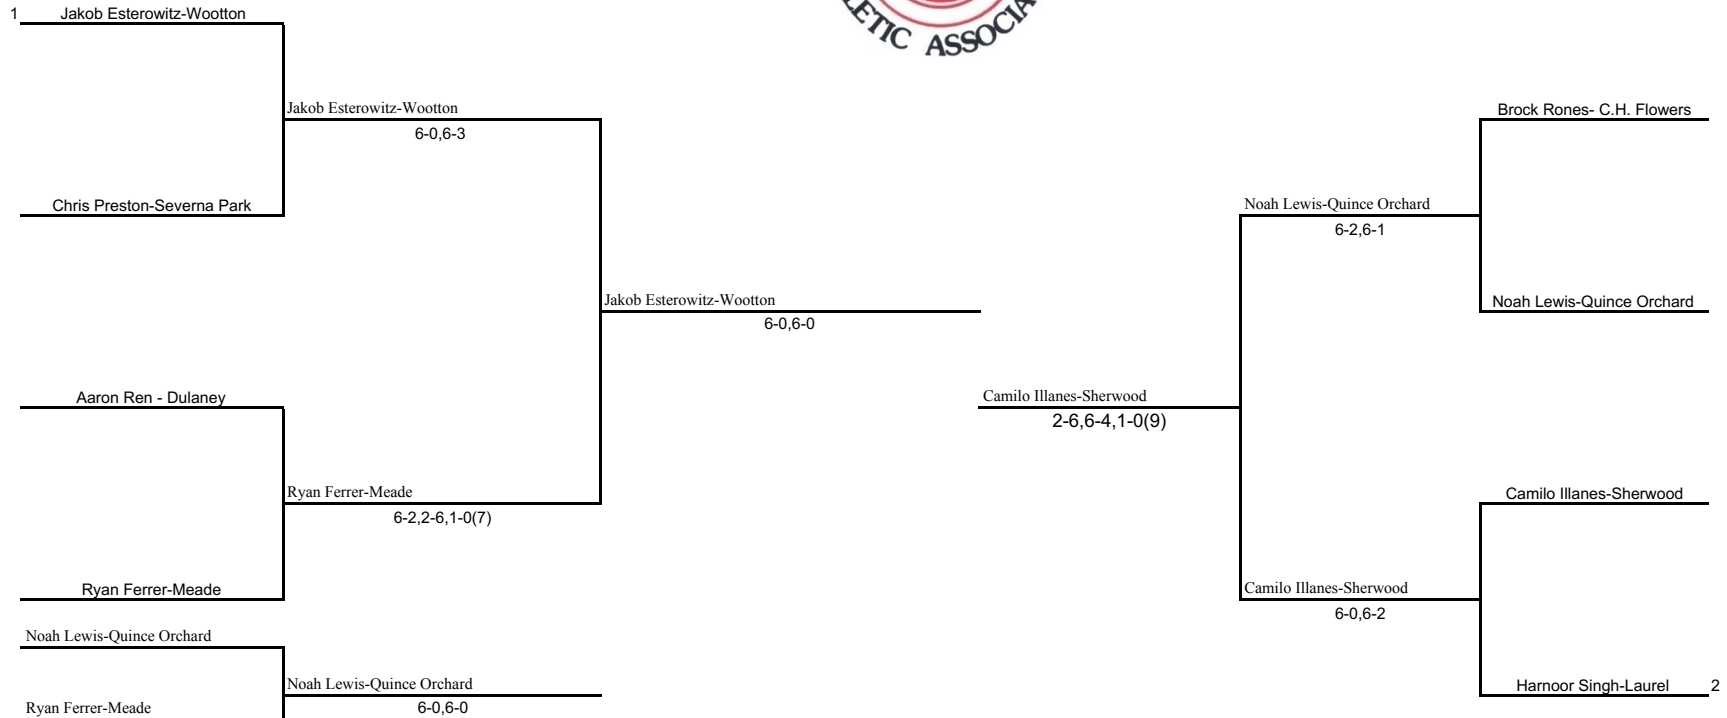 1
Jakob Esterowitz-Wootton
ETIC ASSOCIA
Jakob Esterowitz-Wootton
6-0,6-3
Brock Rones- C.H. Flowers
Chris Preston-Severna Park
Noah Lewis-Quince Orchard
6-2,6-1
Jakob Esterowitz-Wootton
6-0,6-0
Noah Lewis-Quince Orchard
Aaron Ren - Dulaney
Camilo Illanes-Sherwood
2-6,6-4,1-0(9)
Ryan Ferrer-Meade
6-2,2-6,1-0(7)
Camilo Illanes-Sherwood
Ryan Ferrer-Meade
Camilo Illanes-Sherwood
6-0,6-2
Noah Lewis-Quince Orchard
Noah Lewis-Quince Orchard
6-0,6-0
Harnoor Singh-Laurel
2
Ryan Ferrer-Meade